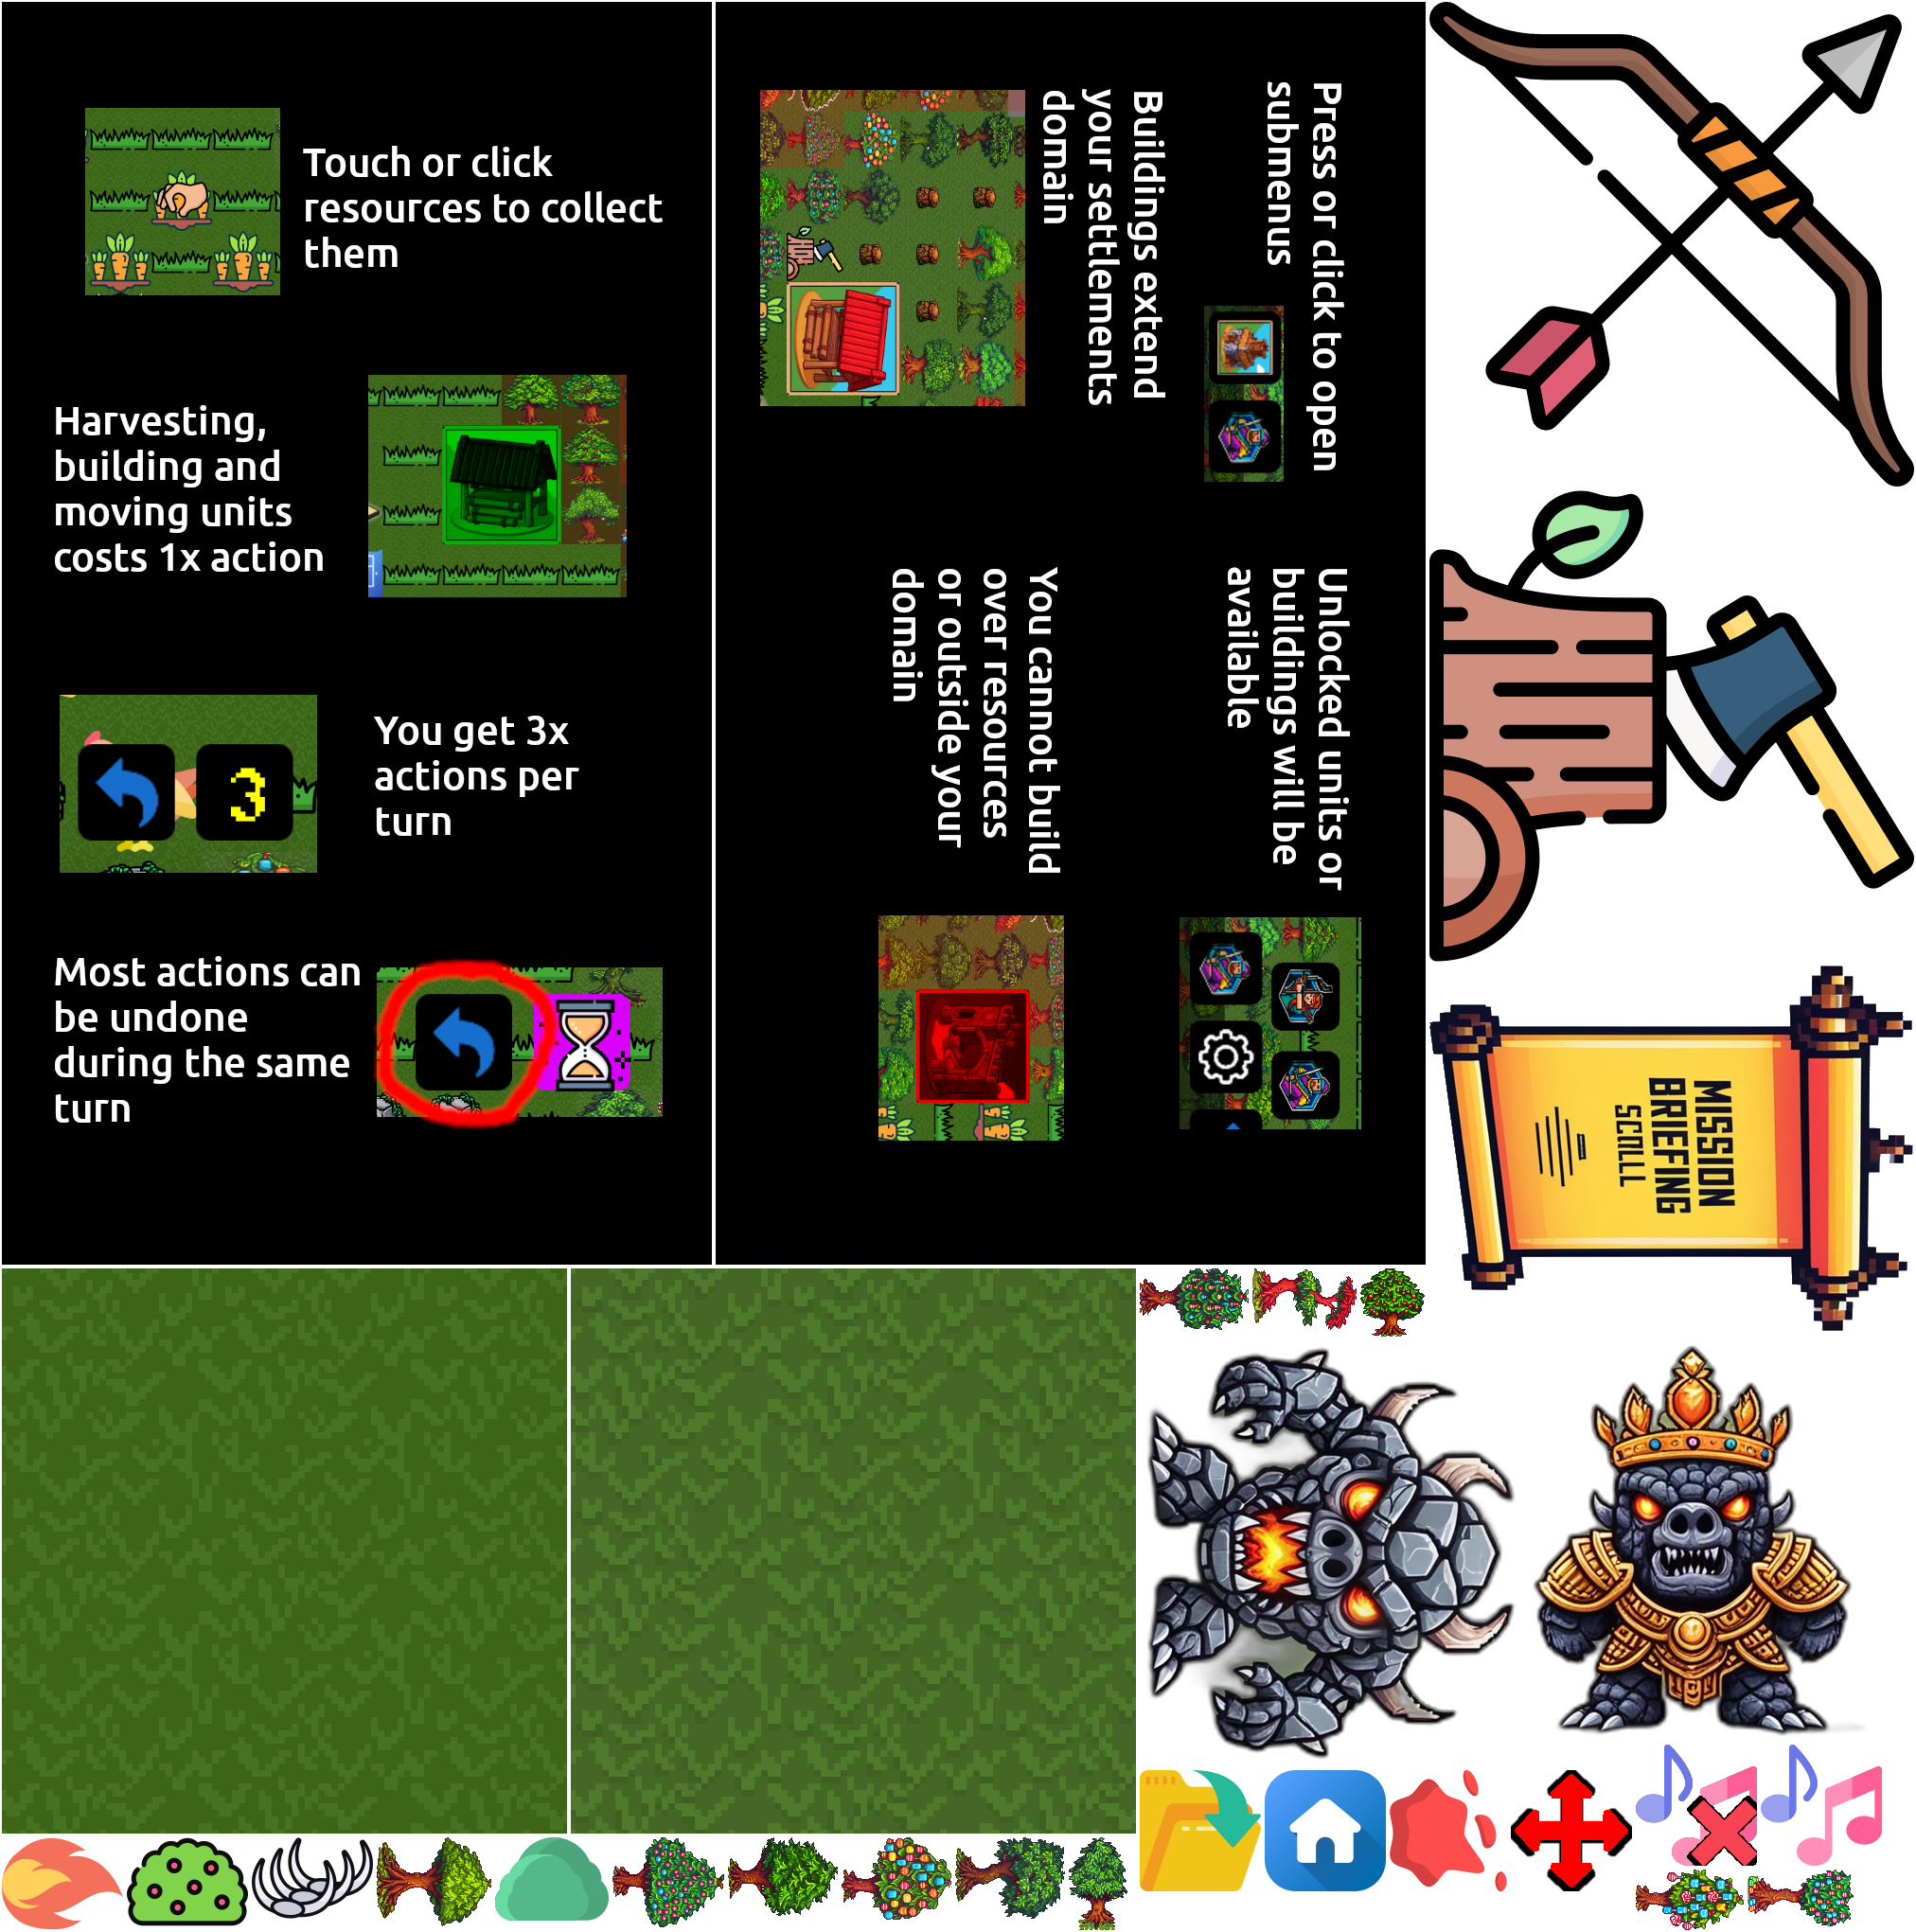 Touch or click
resources to collect
them
Harvesting,
building and
moving units
costs 1x action
3
You get 3x
actions per
turn
Most actions can
be undone
during the same
turn
Press or click to open
submenus
Buildings extend
your settlements
domain
Unlocked units or
buildings will be
available
You cannot build
over resources
or outside your
domain
MISSION
BRIEFING